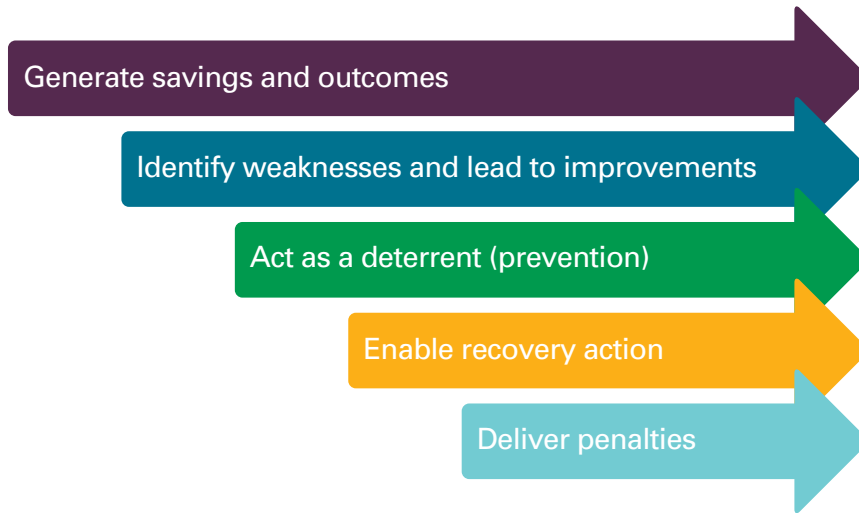 Generate savings and outcomes
Identify weaknesses and lead to improvements
Act as a deterrent (prevention)
Enable recovery action
Deliver penalties